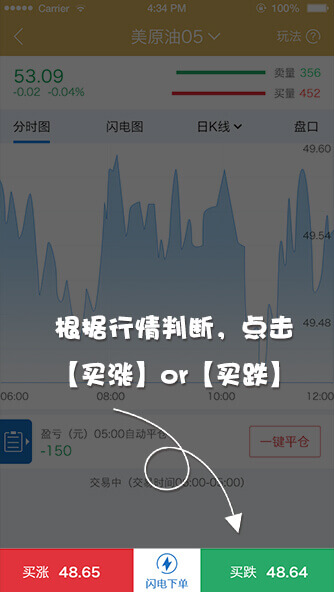 Carrier 4:34 PM 100%
美原油05 玩法 ?
53.09
-0.02 -0.04%
卖量 356
买量 452
分时图 闪电图 日K线 盘口
49.60
49.54
49.48
根据行情判断，点击
【买涨】or【买跌】
06:00 08:00 10:00 12:00
盈亏（元）05:00自动平仓
-150
一键平仓
交易中（交易时间06:00-05:00）
买涨 48.65 闪电下单 买跌 48.64